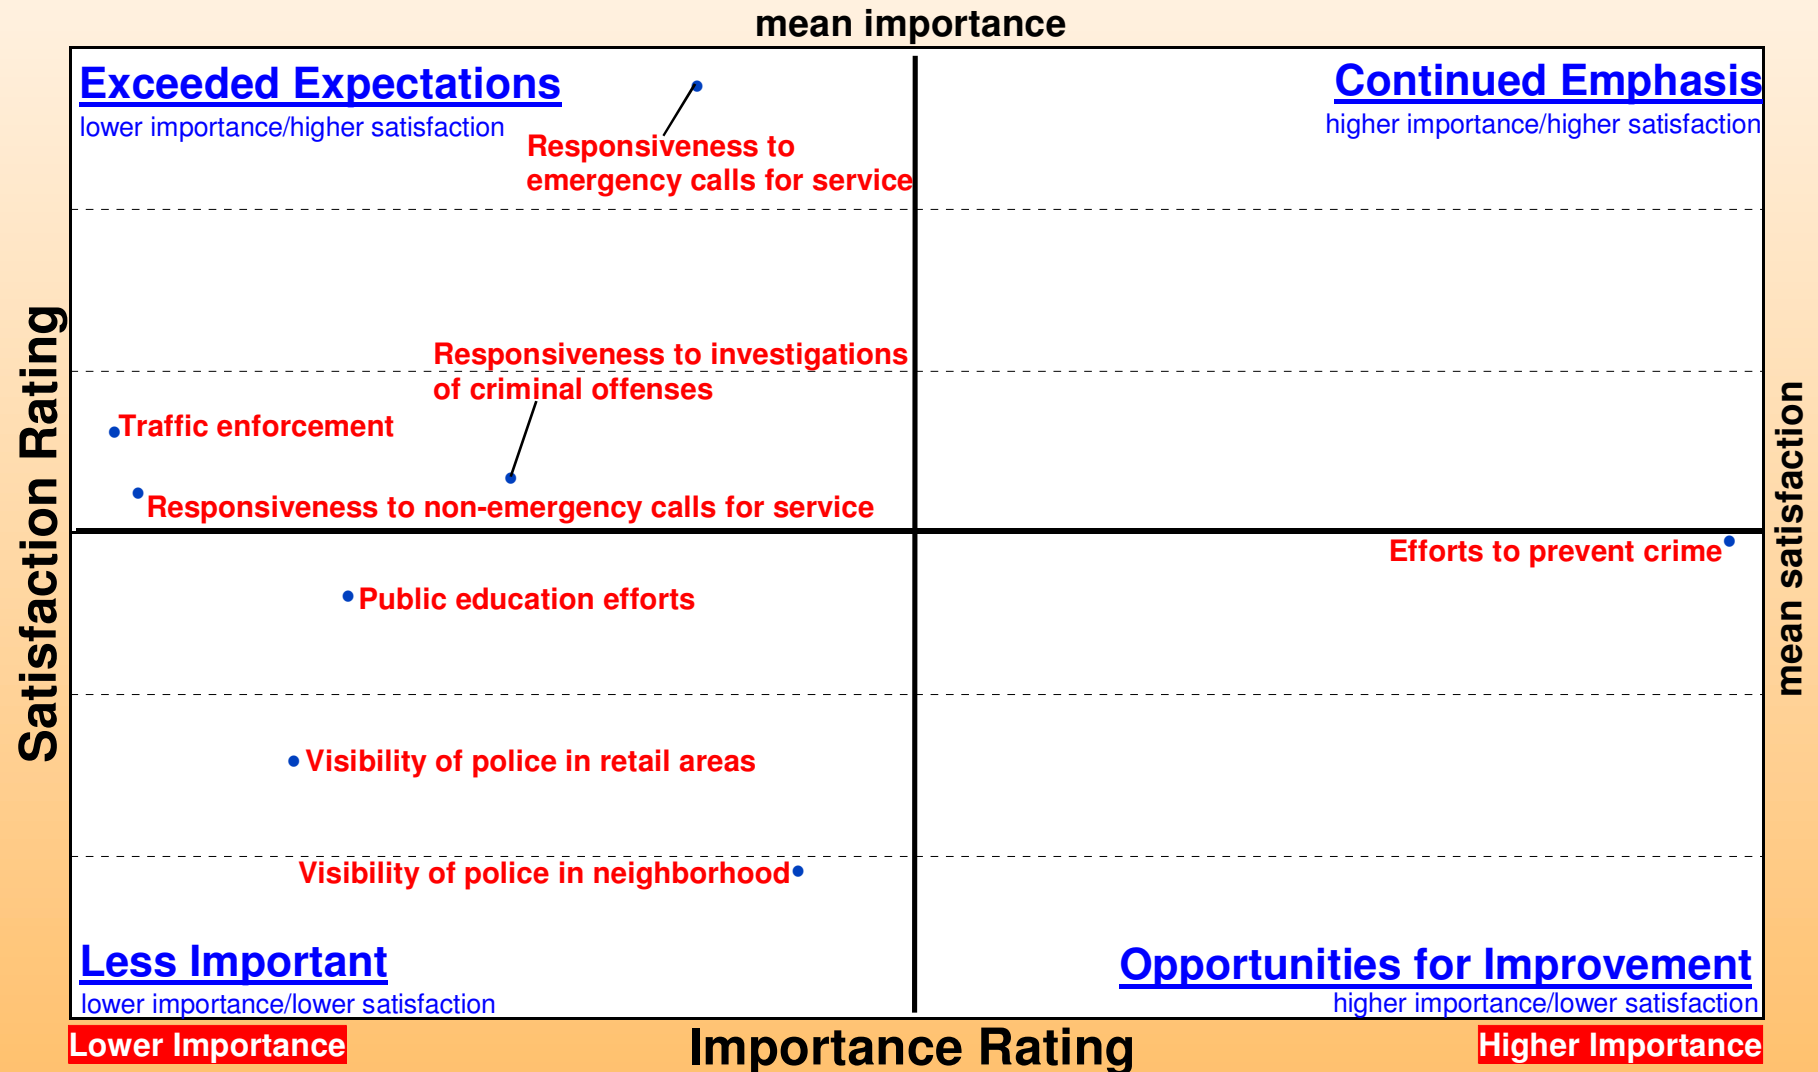 mean importance
Exceeded Expectations
lower importance/higher satisfaction
Continued Emphasis
higher importance/higher satisfaction
Responsiveness to
emergency calls for service
Responsiveness to investigations
of criminal offenses
Traffic enforcement
Responsiveness to non-emergency calls for service
Satisfaction Rating
mean satisfaction
Efforts to prevent crime
Public education efforts
Visibility of police in retail areas
Visibility of police in neighborhood
Less Important
lower importance/lower satisfaction
Opportunities for Improvement
higher importance/lower satisfaction
Lower Importance
Importance Rating
Higher Importance